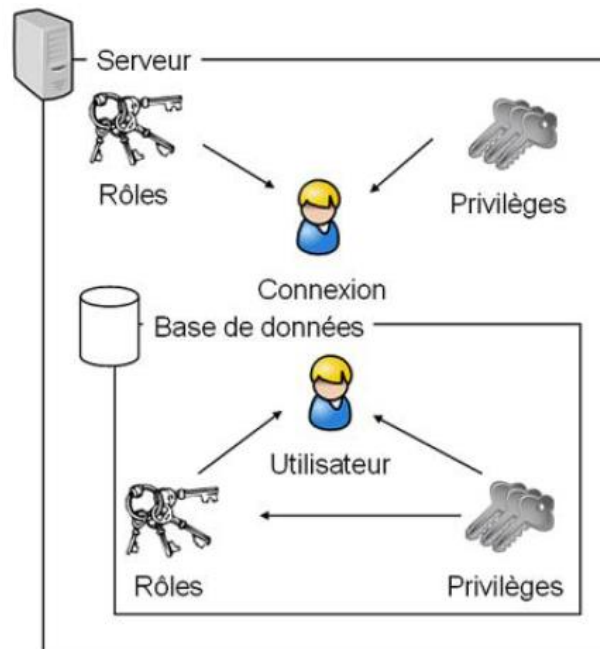 Serveur
Rôles
Privilèges
Connexion
Base de données
Utilisateur
Rôles
Privilèges